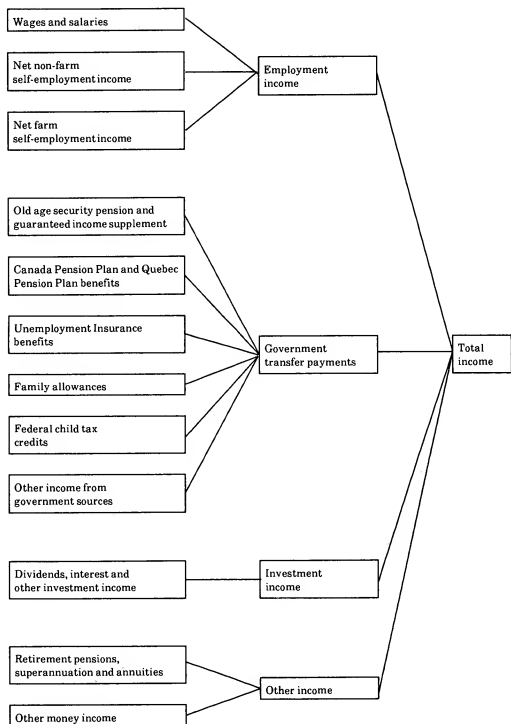 Wages and salaries
Net non-farm
self-employment income
Net farm
self-employment income
Employment
income
Old age security pension and
guaranteed income supplement
Canada Pension Plan and Quebec
Pension Plan benefits
Unemployment Insurance
benefits
Family allowances
Federal child tax
credits
Other income from
government sources
Government
transfer payments
Total
income
Dividends, interest and
other investment income
Investment
income
Retirement pensions,
superannuation and annuities
Other money income
Other income